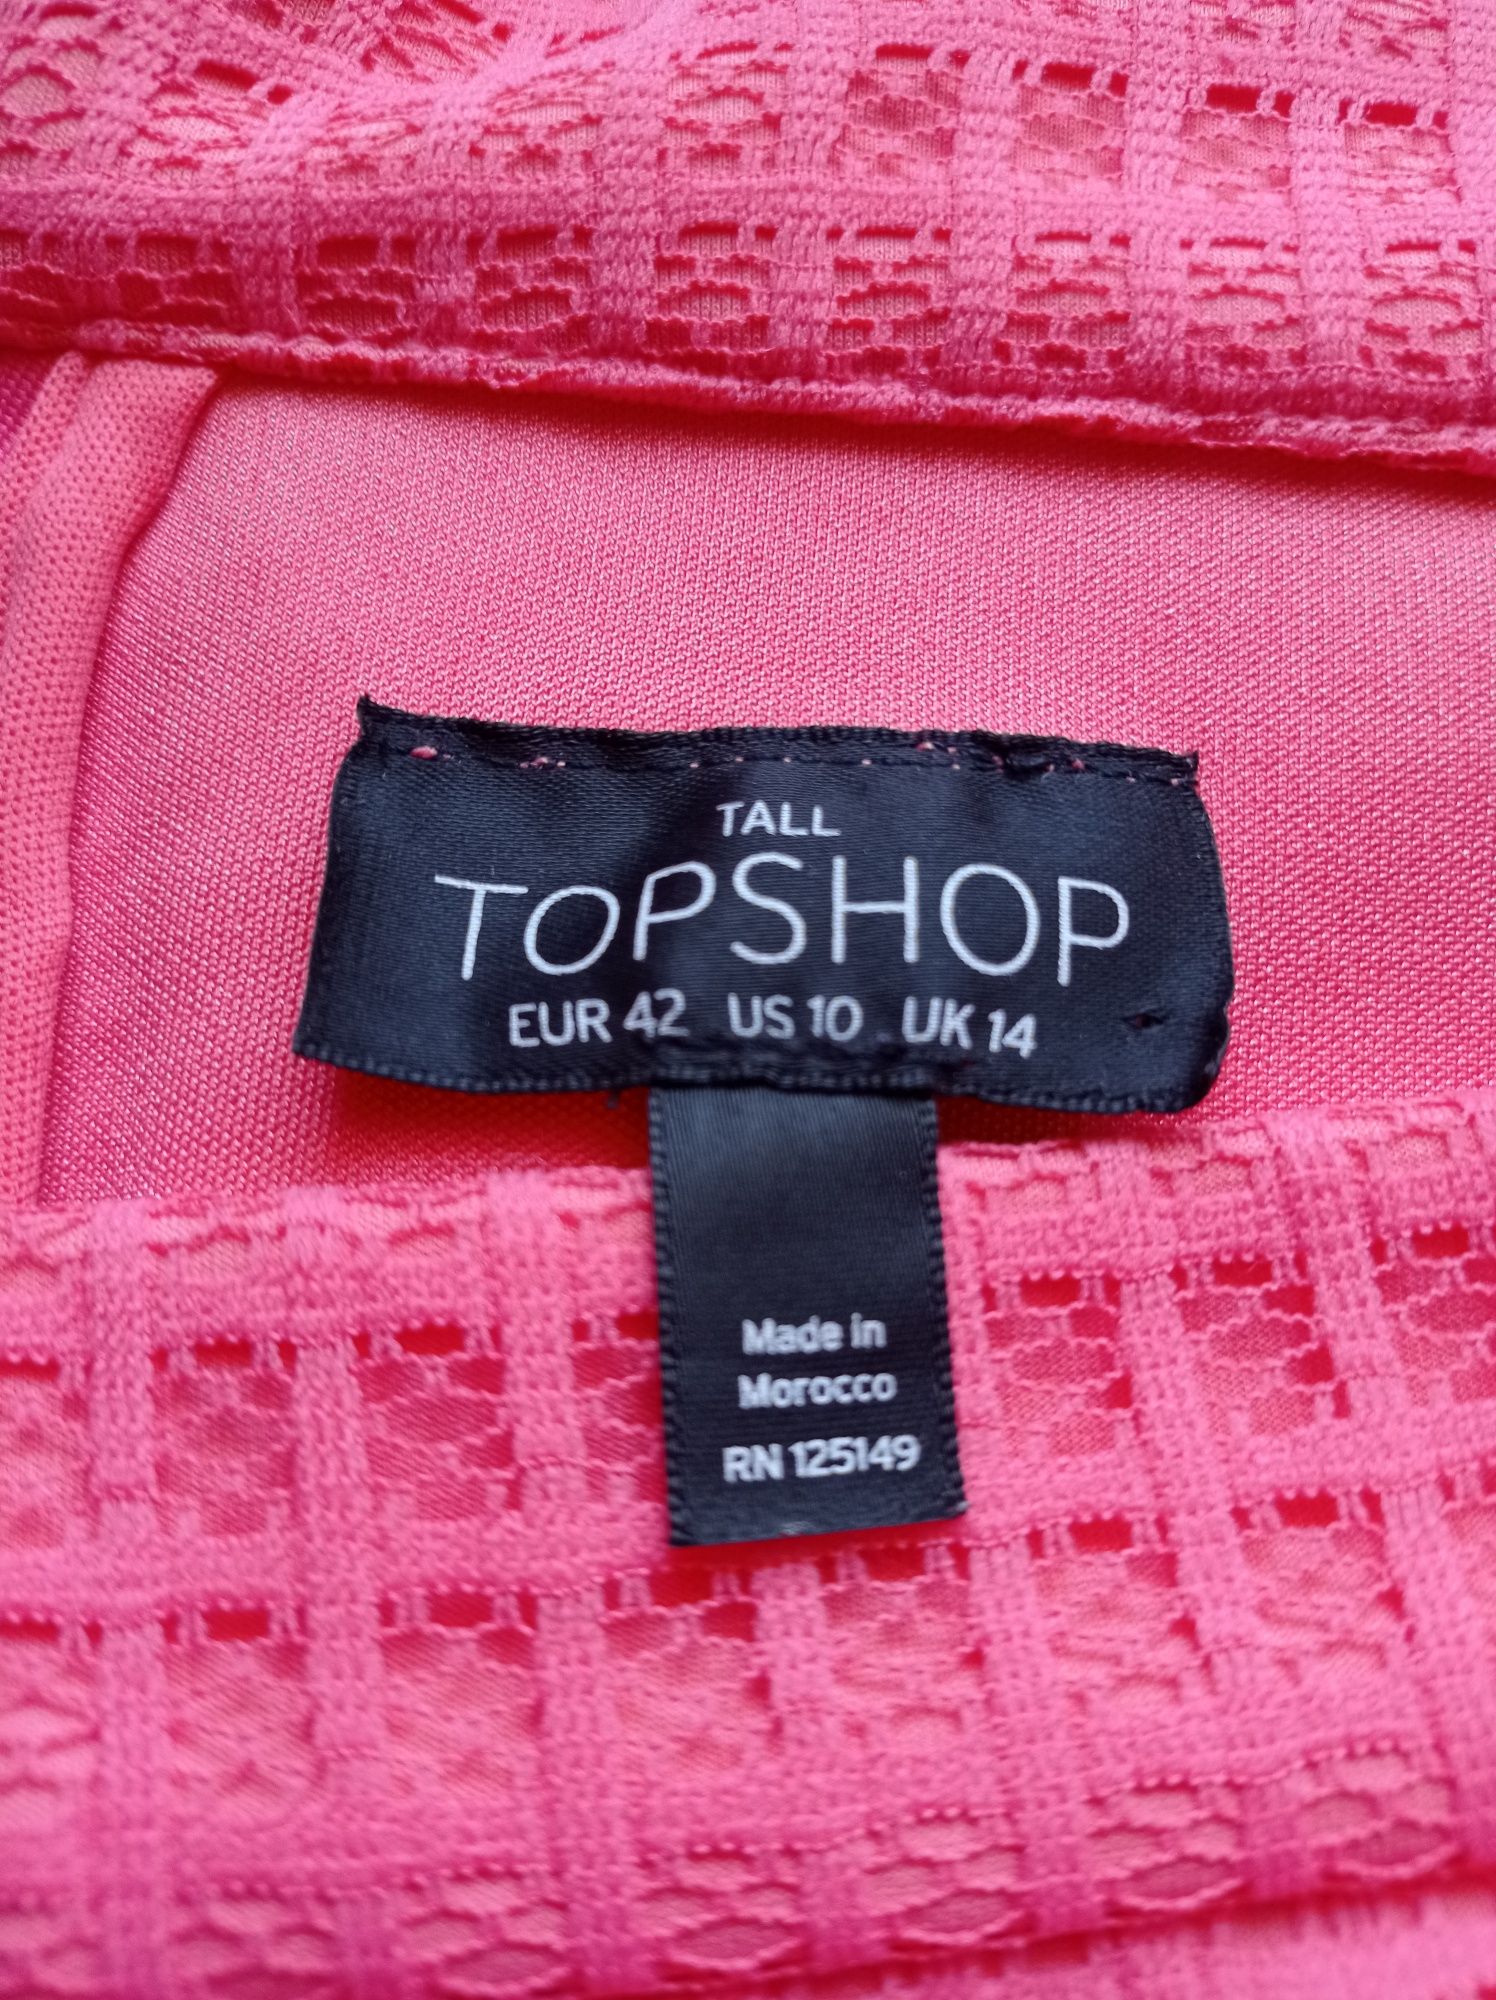 TALL
TOPSHOP
EUR 42 US 10 UK 14
Made in
Morocco
RN 125149